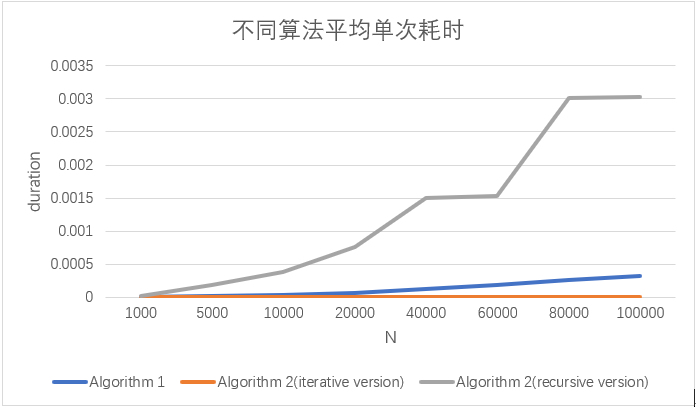 不同算法平均单次耗时
0.0035
0.003
0.0025
0.002
0.0015
0.001
0.0005
0
duration
1000 5000 10000 20000 40000 60000 80000 100000
N
Algorithm 1 Algorithm 2(iterative version) Algorithm 2(recursive version)